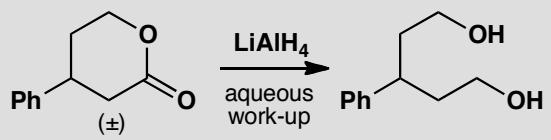 O
LiAlH4
OH
Ph
O
(±)
aqueous
work-up
Ph
OH